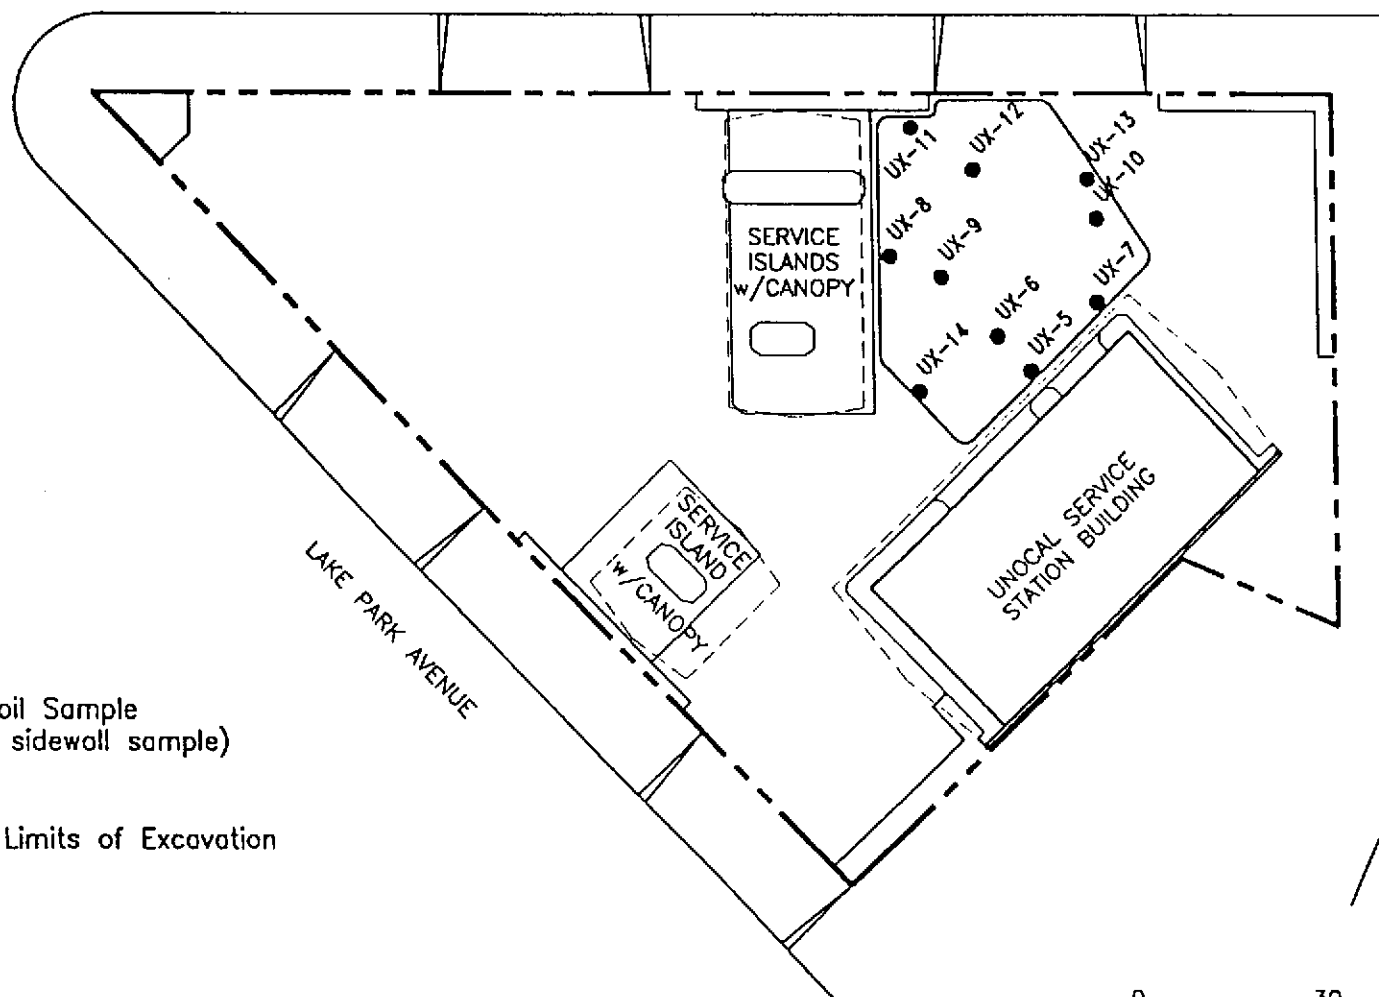 UX-11
UX-12
UX-13
UX-10
UX-8
UX-9
UX-7
UX-6
UX-5
UX-14
SERVICE
ISLANDS
w/CANOPY
SERVICE
ISLAND
w/CANOPY
UNOCAL SERVICE
STATION BUILDING
LAKE PARK AVENUE
oil Sample
sidewall sample)
Limits of Excavation
0 30